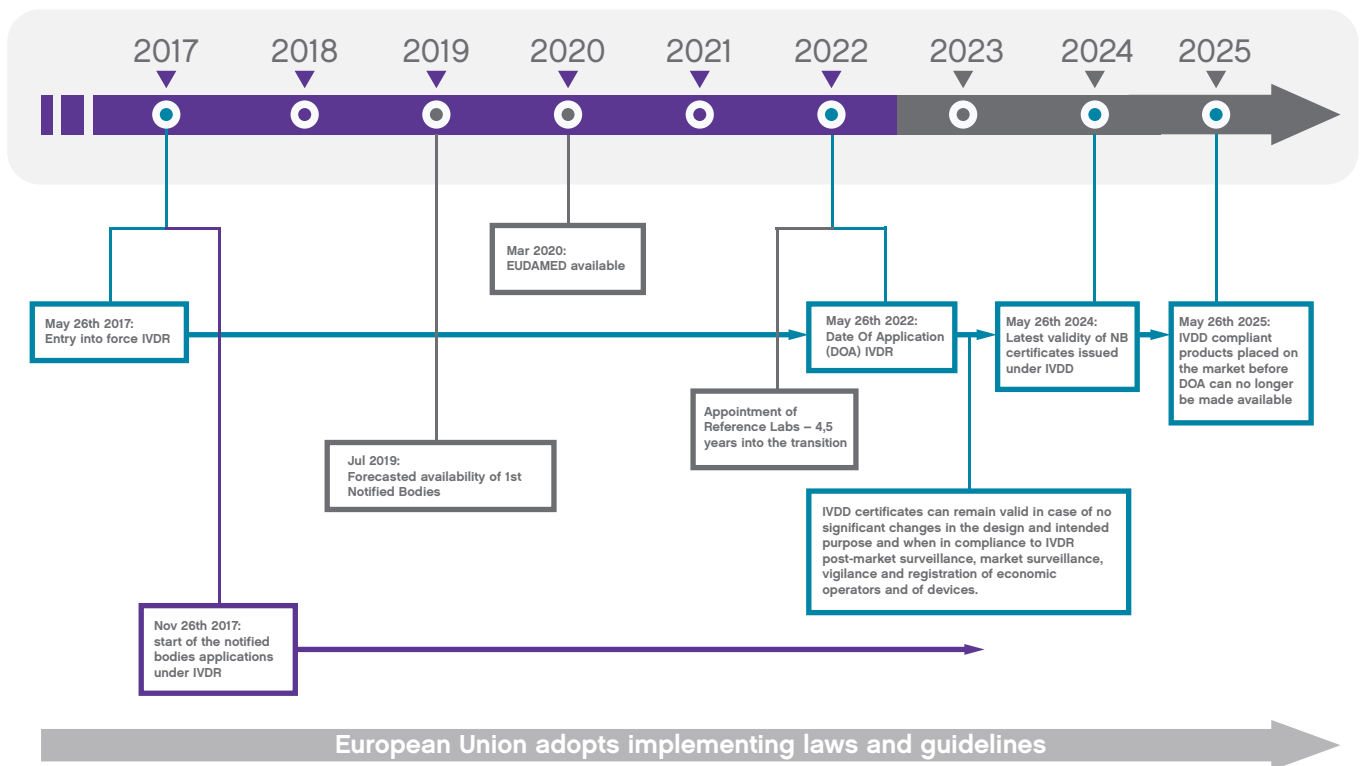 2017 2018 2019 2020 2021 2022 2023 2024 2025
Mar 2020:
EUDAMED available
May 26th 2017:
Entry into force IVDR
May 26th 2022:
Date Of Application
(DOA) IVDR
May 26th 2024:
Latest validity of NB
certificates issued
under IVDD
May 26th 2025:
IVDD compliant
products placed on
the market before
DOA can no longer
be made available
Appointment of
Reference Labs – 4,5
years into the transition
Jul 2019:
Forecasted availability of 1st
Notified Bodies
IVDD certificates can remain valid in case of no
significant changes in the design and intended
purpose and when in compliance to IVDR
post-market surveillance, market surveillance,
vigilance and registration of economic
operators and of devices.
Nov 26th 2017:
start of the notified
bodies applications
under IVDR
European Union adopts implementing laws and guidelines